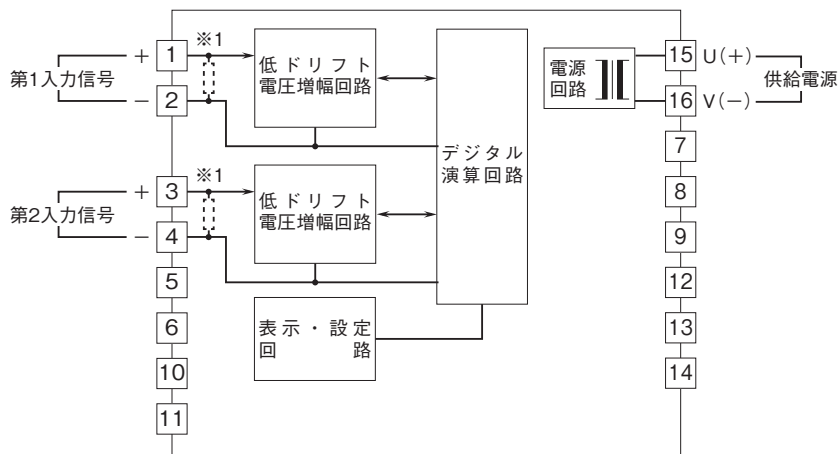 第1入力信号
+
−
1
2
※1
低ドリフト
電圧増幅回路
第2入力信号
+
−
3
4
※1
低ドリフト
電圧増幅回路
5
6
10
11
表示・設定
回路
デジタル
演算回路
電源
回路
15
U(+)
16
V(−)
供給電源
7
8
9
12
13
14